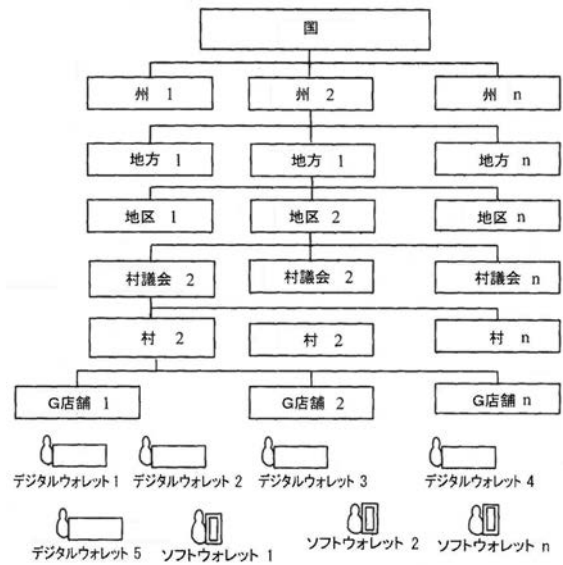 国
州 1 州 2 州 n
地方 1 地方 1 地方 n
地区 1 地区 2 地区 n
村議会 2 村議会 2 村議会 n
村 2 村 2 村 n
G店舗 1 G店舗 2 G店舗 n
デジタルウォレット 1 デジタルウォレット 2 デジタルウォレット 3 デジタルウォレット 4
デジタルウォレット 5 ソフトウォレット 1 ソフトウォレット 2 ソフトウォレット n